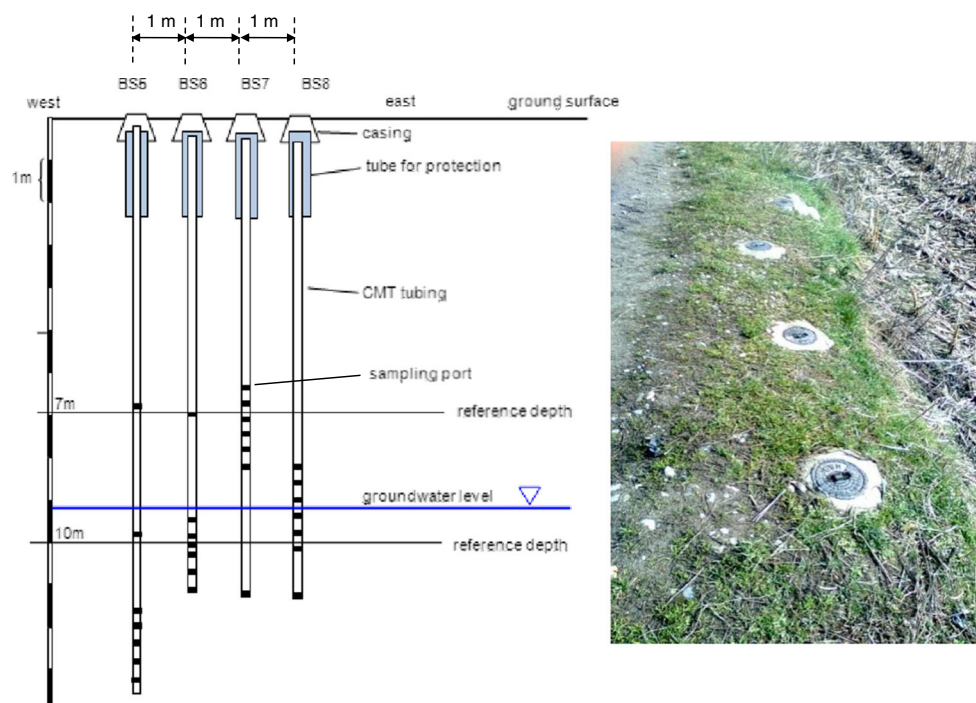 1 m 1 m 1 m
BS5 BS6 BS7 BS8
west east ground surface
casing
1m tube for protection
CMT tubing
sampling port
7m reference depth
groundwater level
10m reference depth